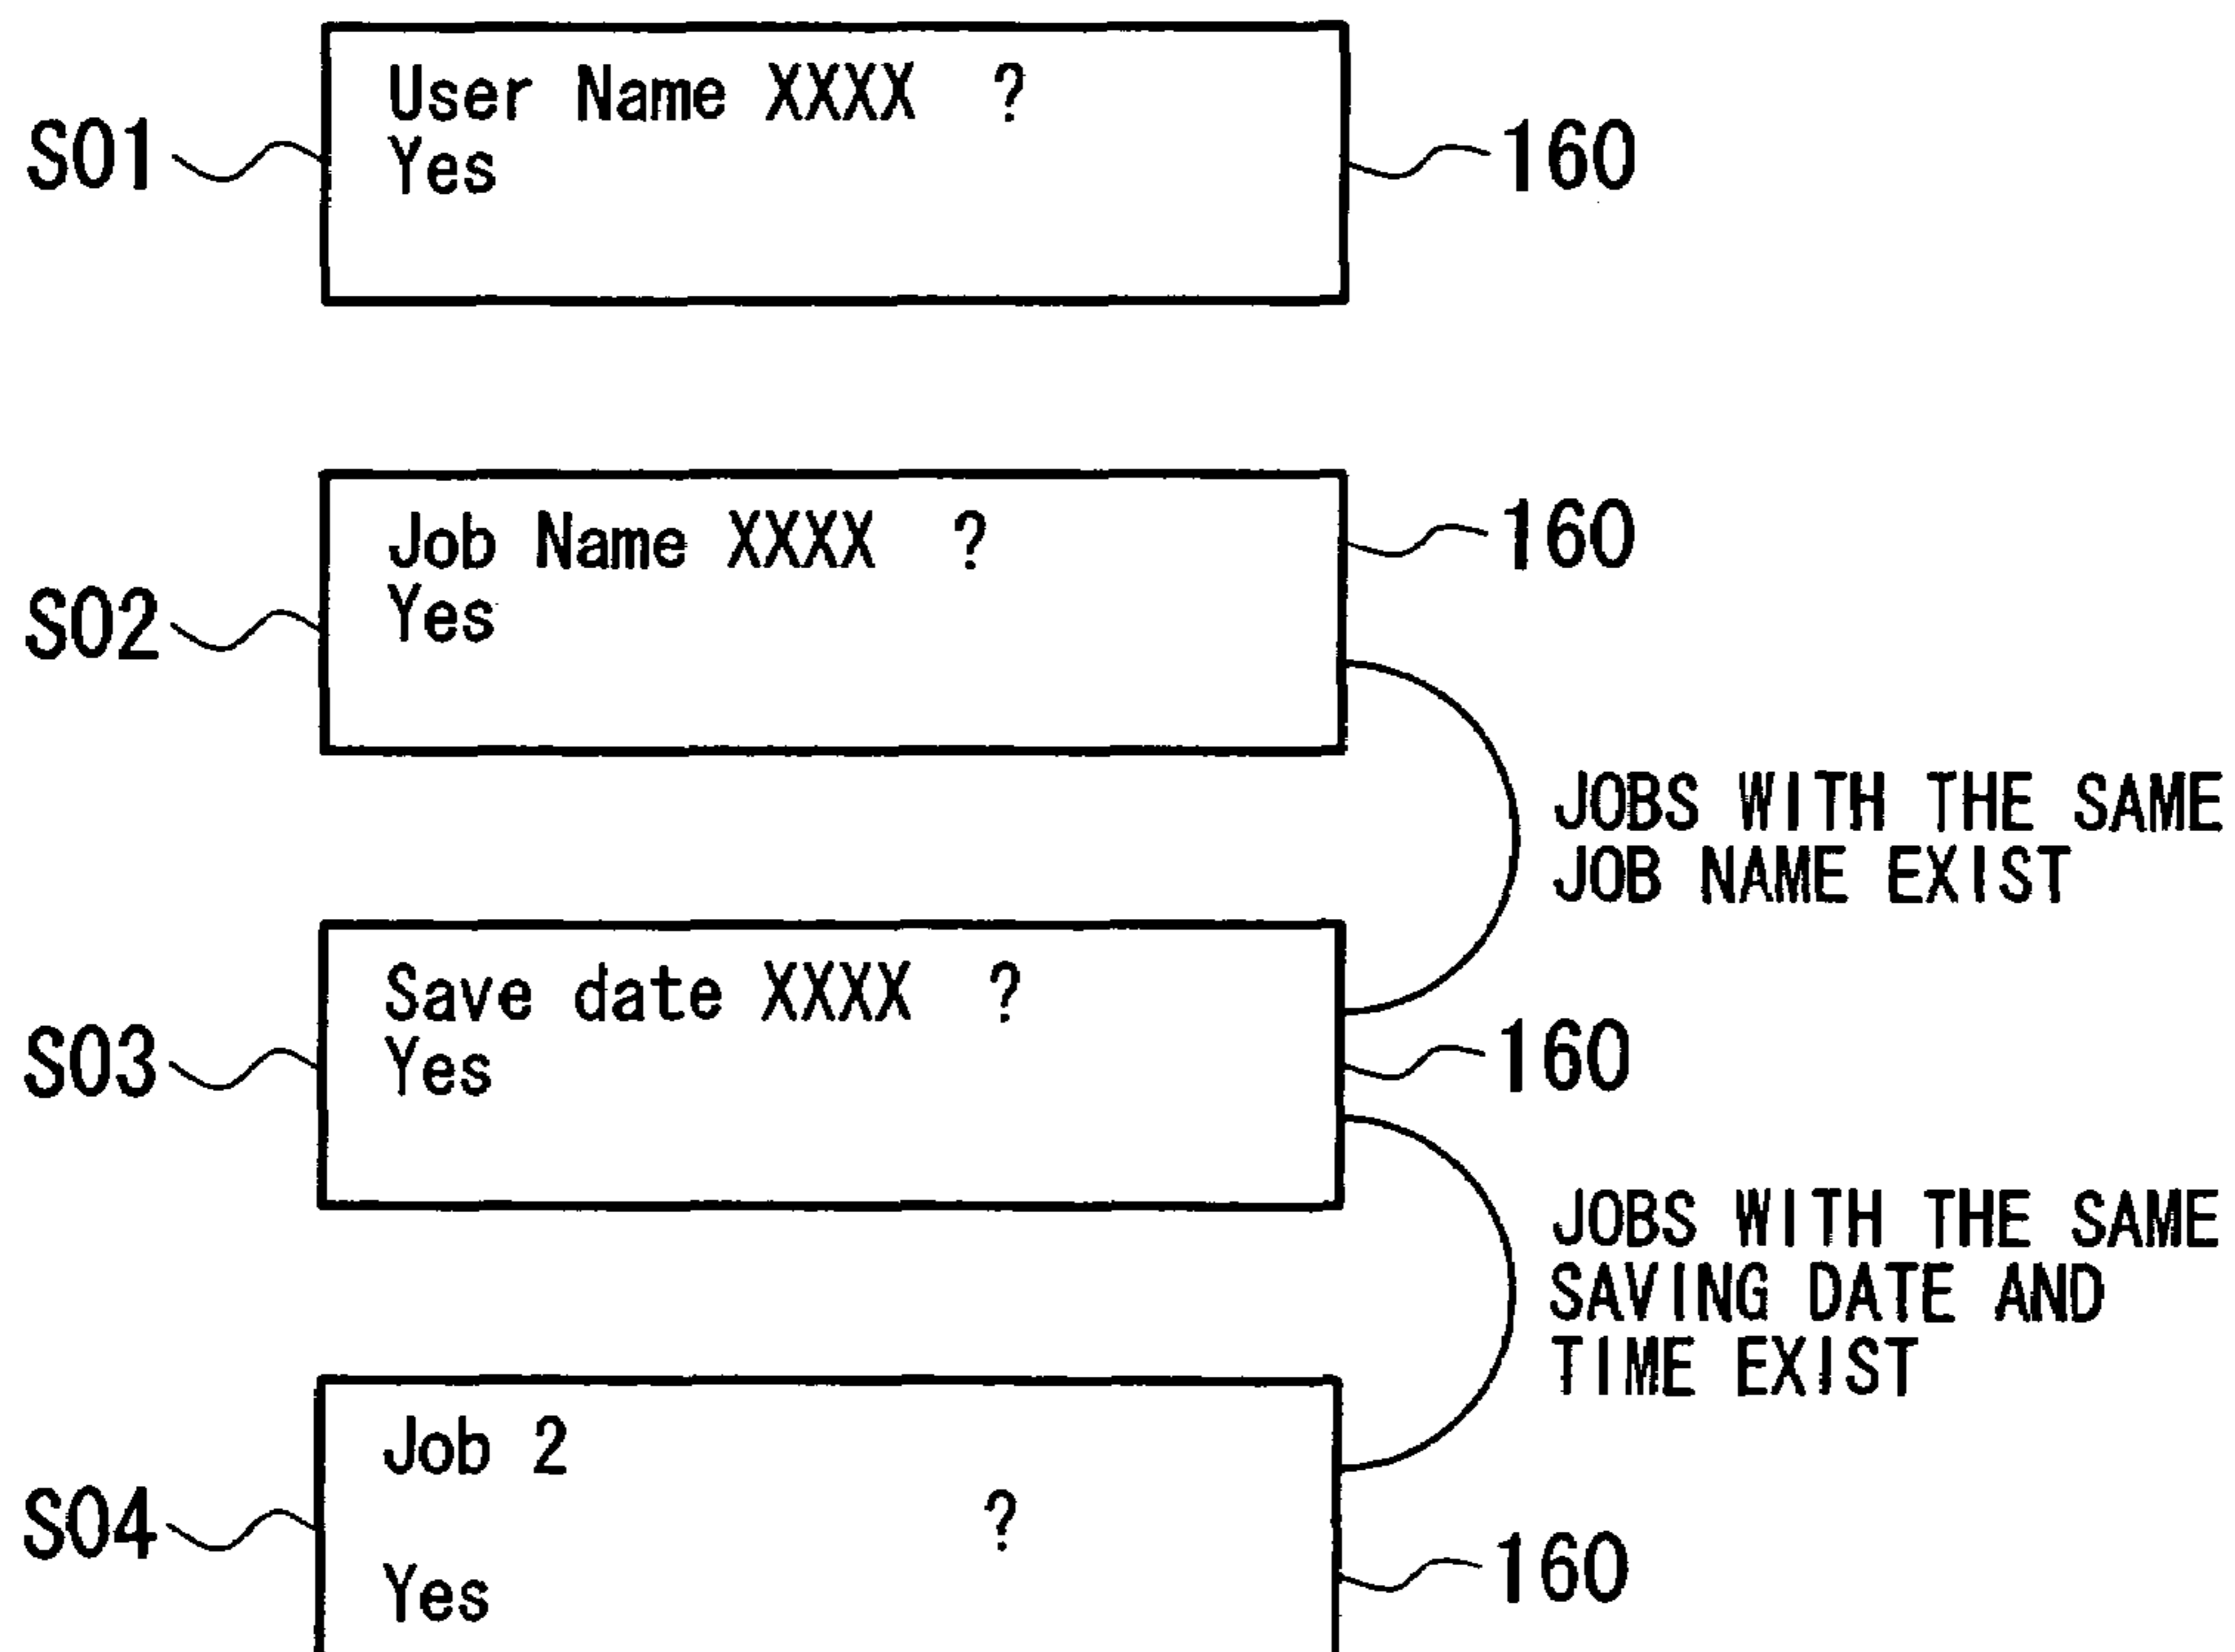 User Name XXXX ?
Yes
S01
160
Job Name XXXX ?
Yes
S02
160
JOBS WITH THE SAME
JOB NAME EXIST
Save date XXXX ?
Yes
S03
160
JOBS WITH THE SAME
SAVING DATE AND
TIME EXIST
Job 2
?
Yes
S04
160